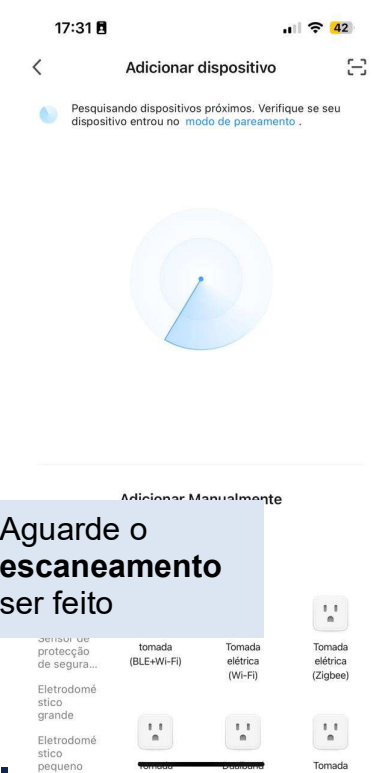 17:31
42
Adicionar dispositivo
Pesquisando dispositivos próximos. Verifique se seu
dispositivo entrou no modo de pareamento .
Adicionar Manualmente
Aguarde o
escaneamento
ser feito
Sensor de
protecção
de segura...
Eletrodomé
stico
grande
Eletrodomé
stico
pequeno
tomada
(BLE+Wi-Fi)
Tomada
elétrica
(Wi-Fi)
Tomada
elétrica
(Zigbee)
Tomada
Dualband
Tomada